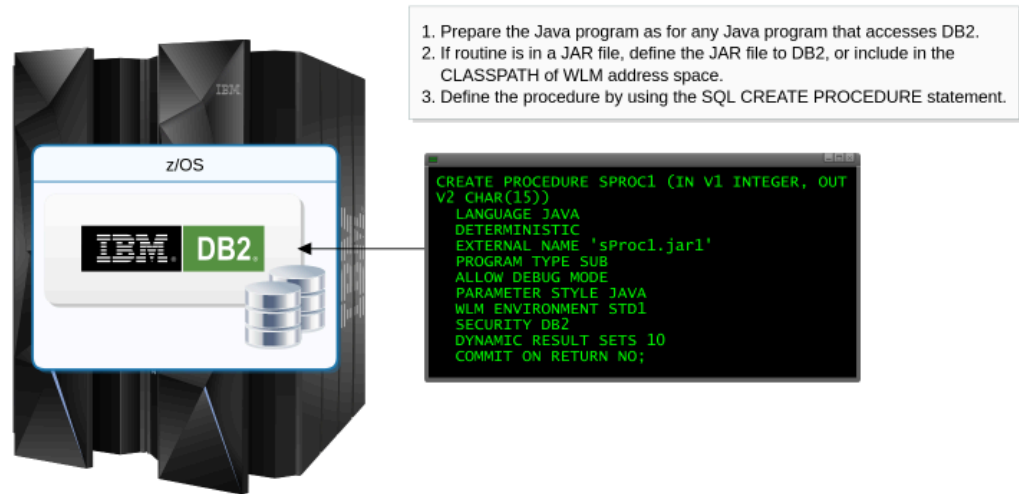 1. Prepare the Java program as for any Java program that accesses DB2.
2. If routine is in a JAR file, define the JAR file to DB2, or include in the
CLASSPATH of WLM address space.
3. Define the procedure by using the SQL CREATE PROCEDURE statement.
IBM
z/OS
IBM. DB2.
CREATE PROCEDURE SPROC1 (IN V1 INTEGER, OUT
V2 CHAR(15))
LANGUAGE JAVA
DETERMINISTIC
EXTERNAL NAME 'sProc1.jar1'
PROGRAM TYPE SUB
ALLOW DEBUG MODE
PARAMETER STYLE JAVA
WLM ENVIRONMENT STD1
SECURITY DB2
DYNAMIC RESULT SETS 10
COMMIT ON RETURN NO;